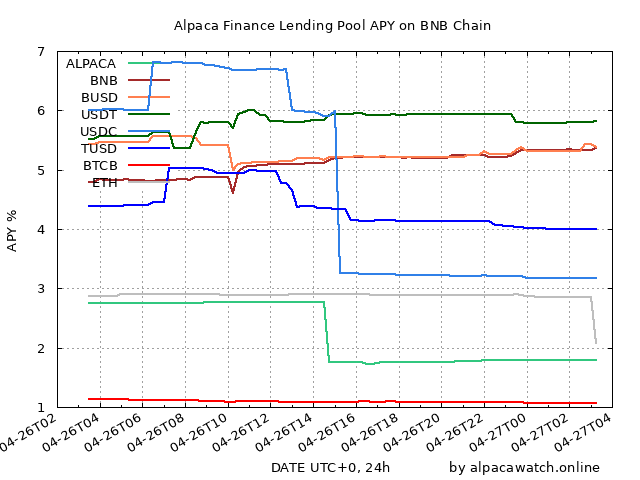 Alpaca Finance Lending Pool APY on BNB Chain
7
6
5
4
3
2
1
APY %
ALPACA
BNB
BUSD
USDT
USDC
TUSD
BTCB
ETH
04-26T02
04-26T04
04-26T06
04-26T08
04-26T10
04-26T12
04-26T14
04-26T16
04-26T18
04-26T20
04-26T22
04-27T00
04-27T02
04-27T04
DATE UTC+0, 24h
by alpacawatch.online